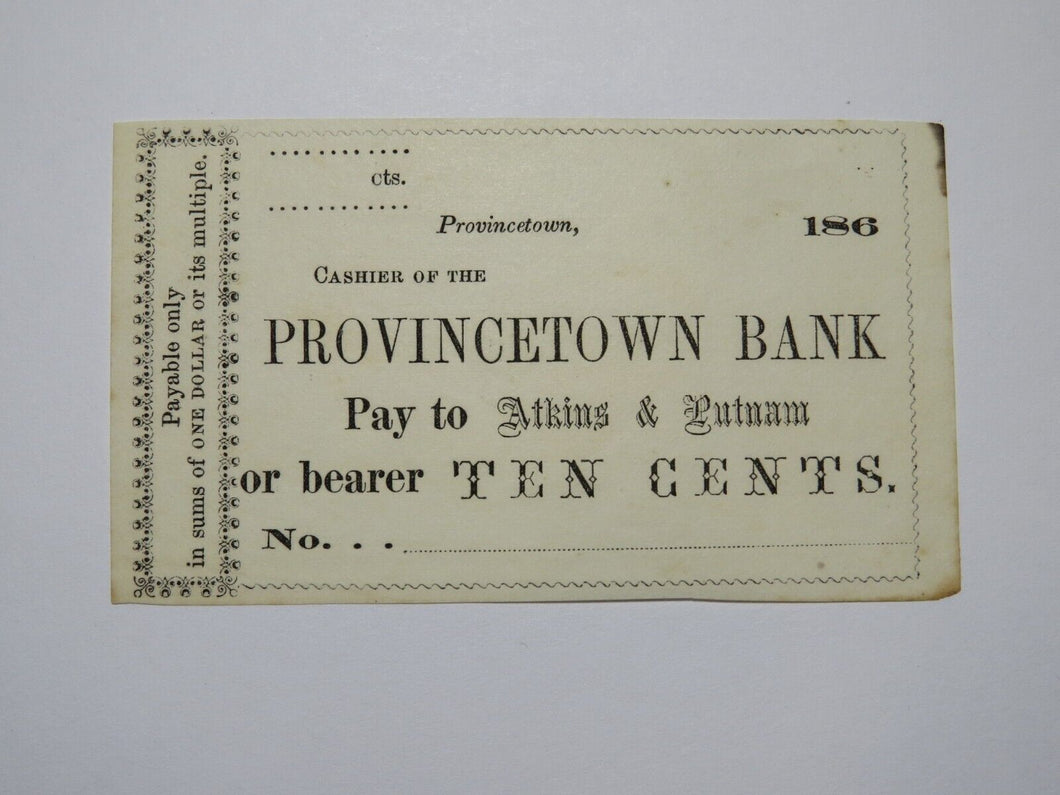 Payable only
in sums of ONE DOLLAR or its multiple.
cts.
Provincetown, 186
CASHIER OF THE
PROVINCETOWN BANK
Pay to Atkins & Putnam
or bearer TEN CENTS.
No. . .